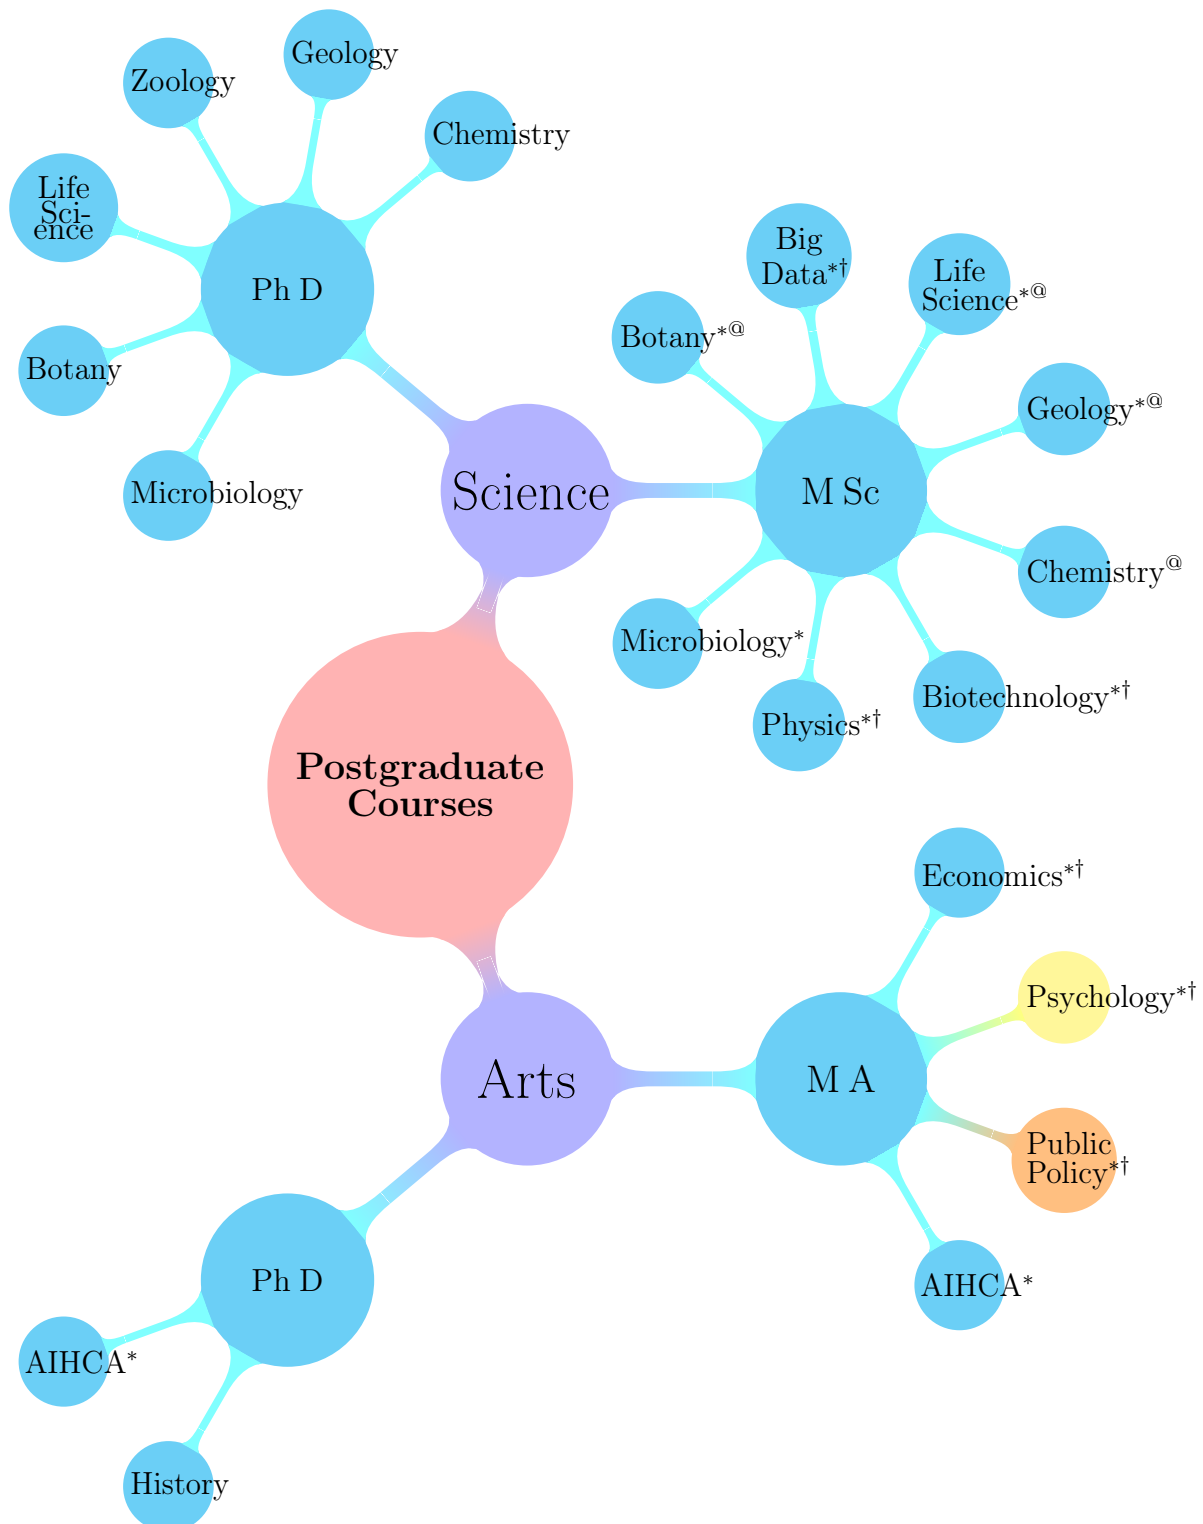 Geology
Zoology
Chemistry
Life
Sci-
ence
Ph D
Botany
Microbiology
Big
Data*†
Life
Science*@
Botany*@
Geology*@
Science
M Sc
Chemistry@
Microbiology*
Biotechnology*†
Physics*†
Postgraduate
Courses
Economics*†
Psychology*†
Arts
M A
Public
Policy*†
AIHCA*
Ph D
AIHCA*
History